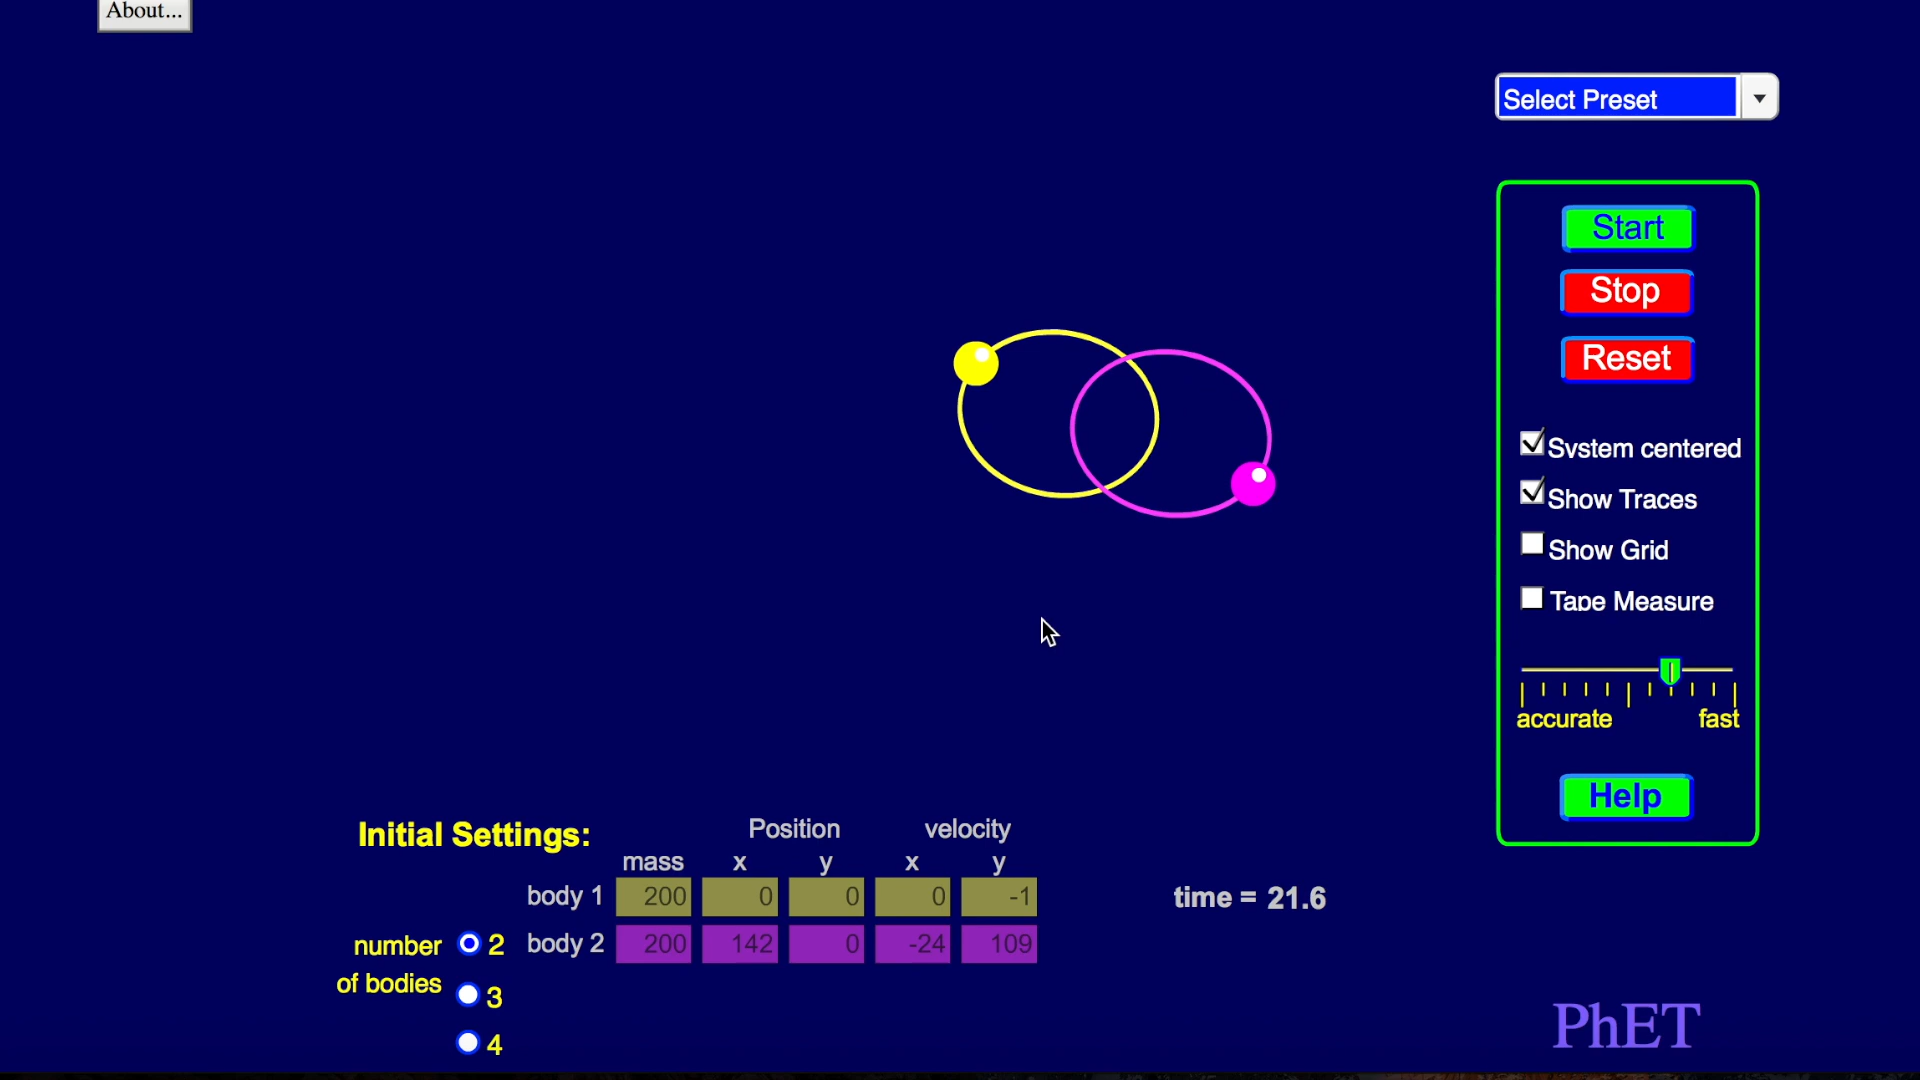 About...
Select Preset
Start
Stop
Reset
System centered
Show Traces
Show Grid
Tape Measure
accurate fast
Help
Initial Settings: Position velocity
mass x y x y
body 1 200 0 0 0 -1 time = 21.6
number 2 body 2 200 142 0 -24 109
of bodies 3
4
PhET